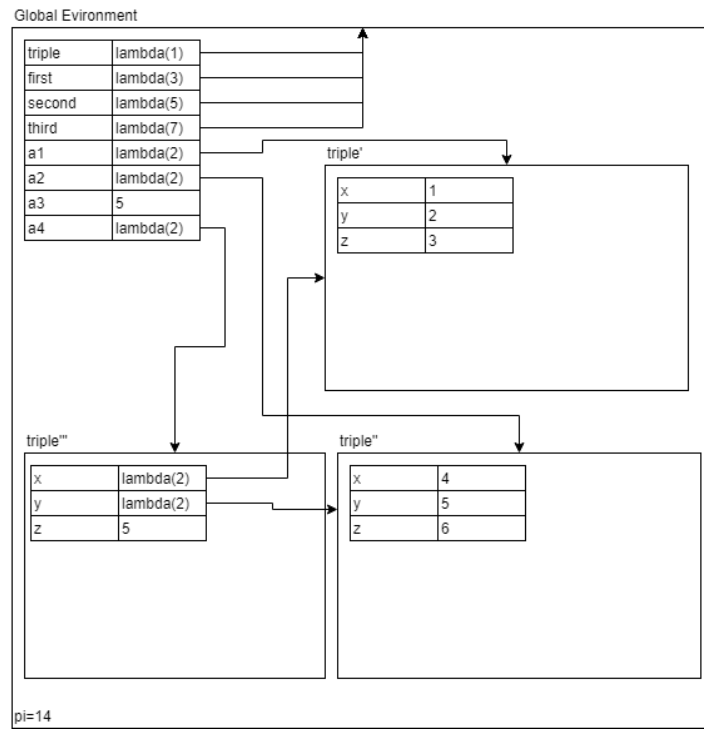 Global Evironment
triple lambda(1)
first lambda(3)
second lambda(5)
third lambda(7)
a1 lambda(2)
a2 lambda(2)
a3 5
a4 lambda(2)
triple'
x 1
y 2
z 3
triple'''
x lambda(2)
y lambda(2)
z 5
triple''
x 4
y 5
z 6
pi=14